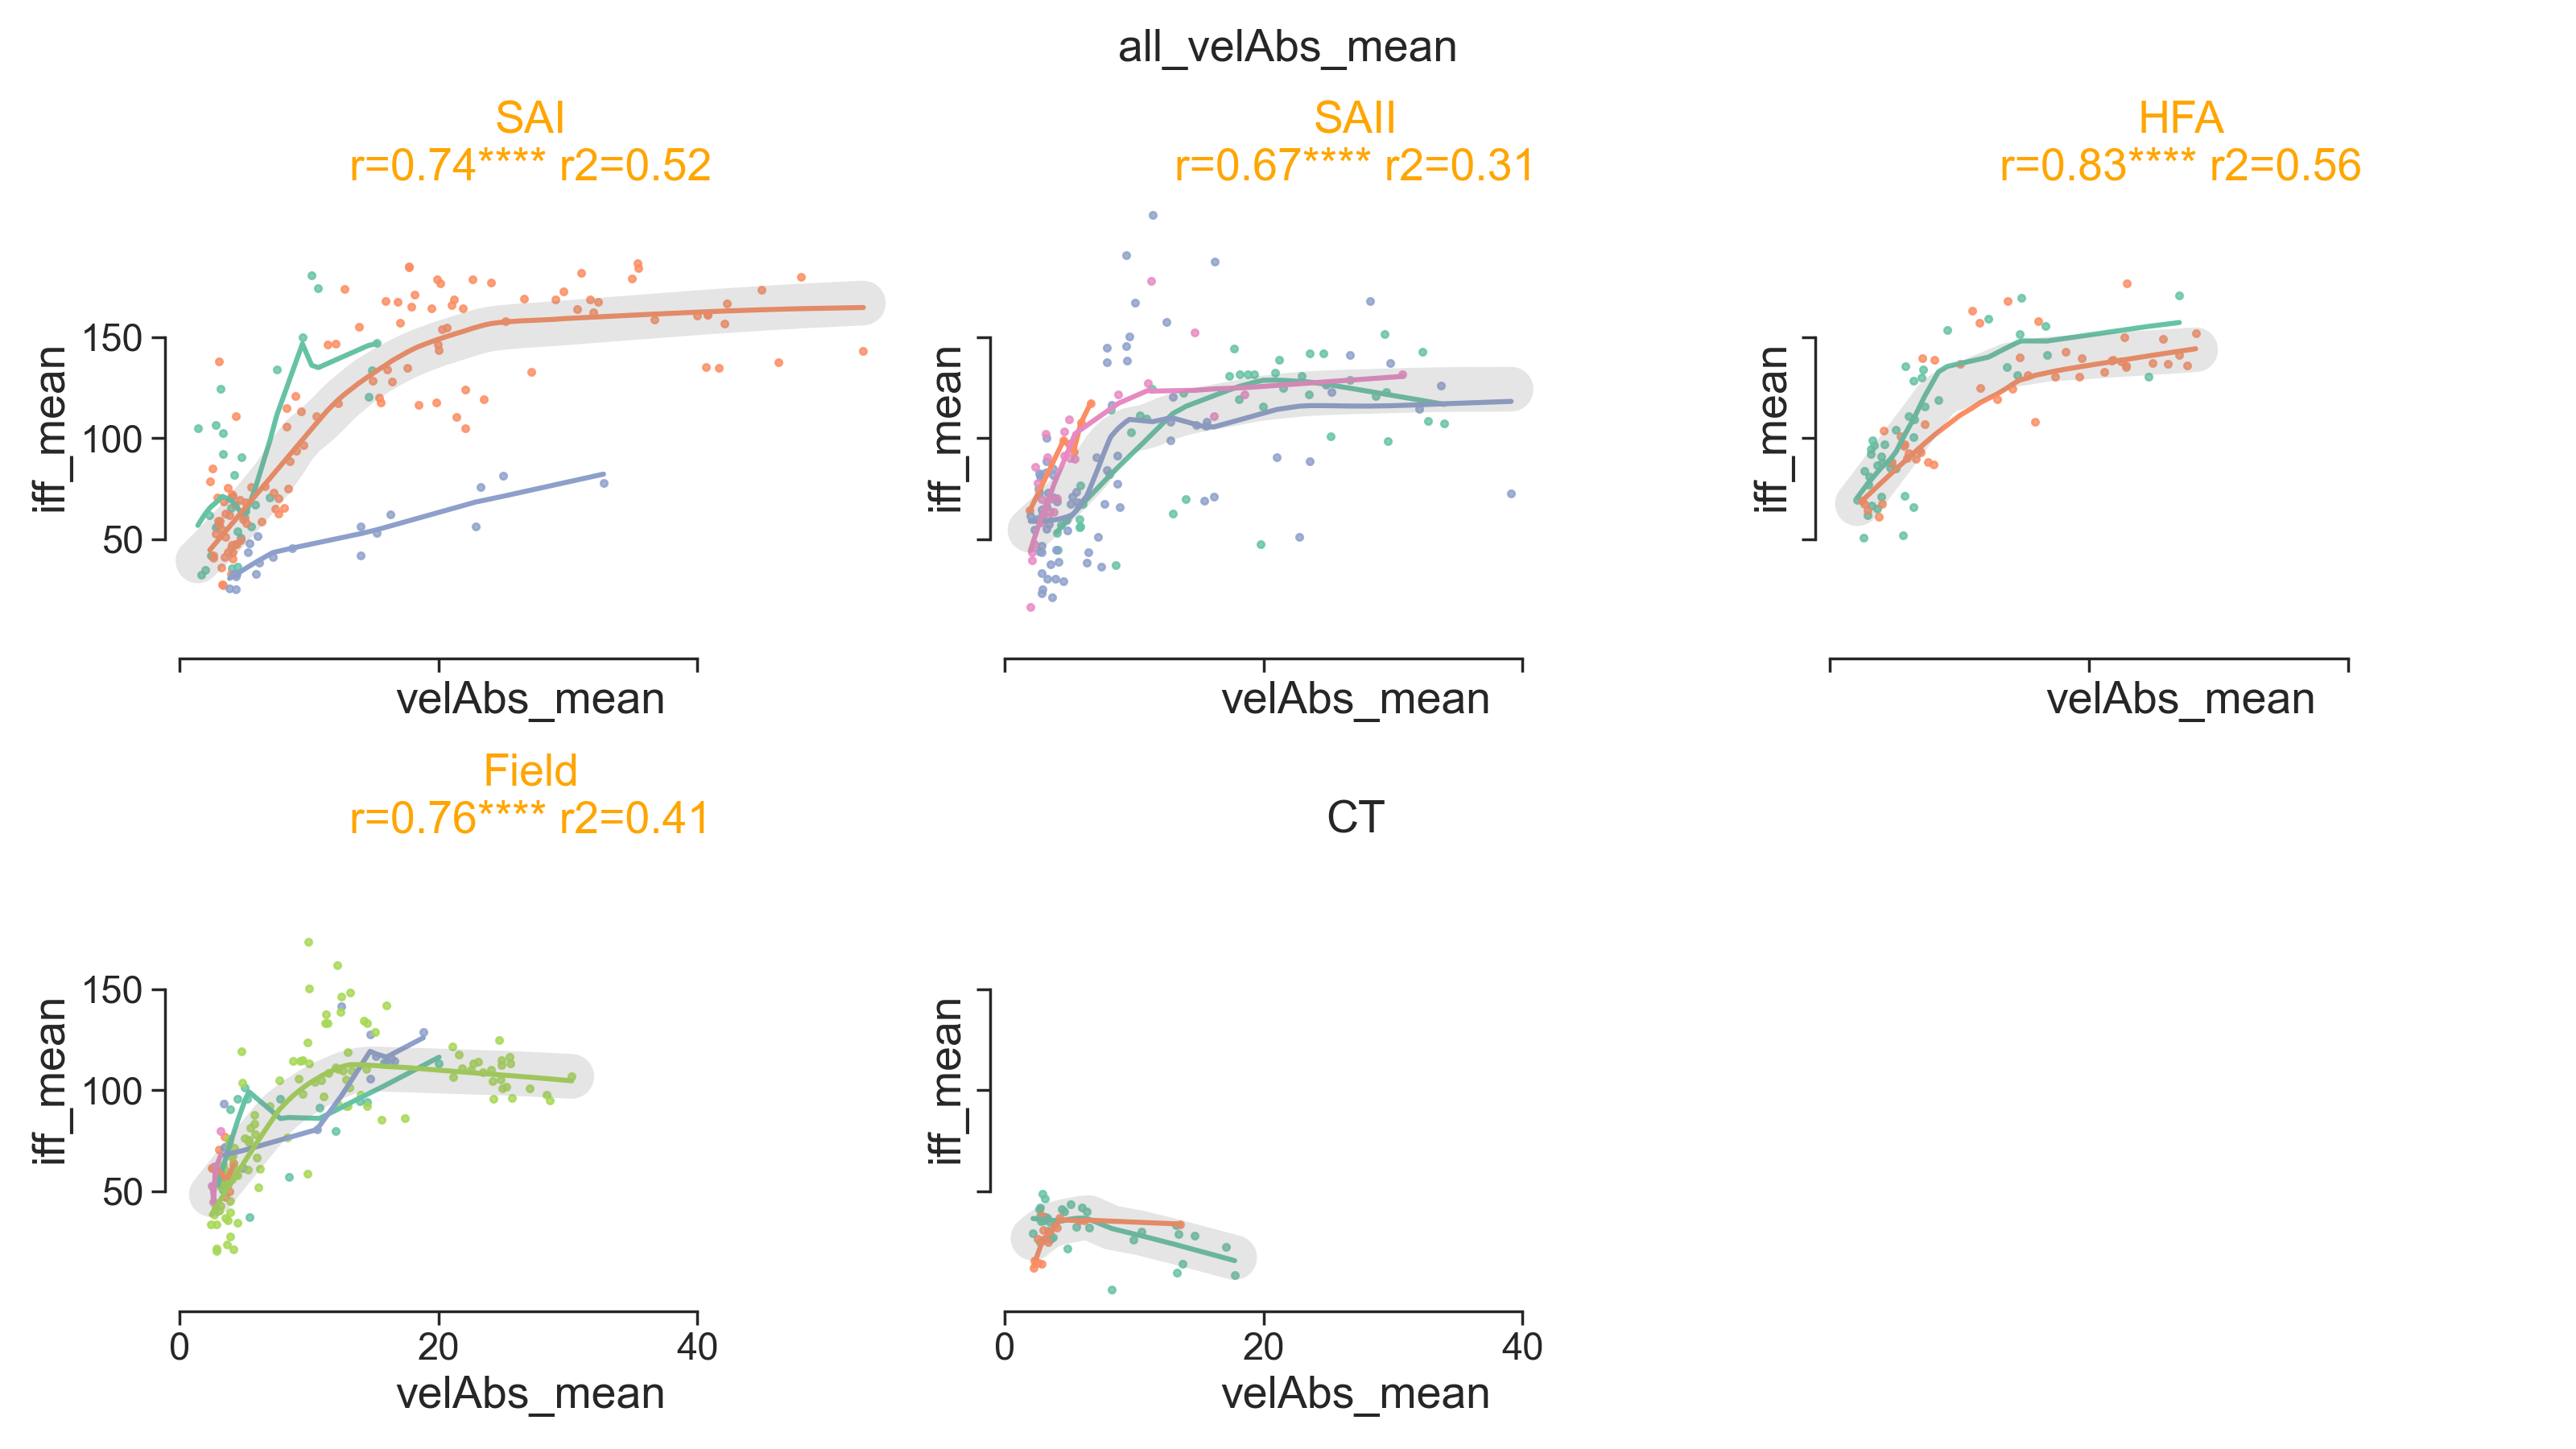 all_velAbs_mean
SAI
r=0.74**** r2=0.52
SAII
r=0.67**** r2=0.31
HFA
r=0.83**** r2=0.56
150
100
50
iff_mean
velAbs_mean
iff_mean
velAbs_mean
iff_mean
velAbs_mean
Field
r=0.76**** r2=0.41
CT
150
100
50
iff_mean
0 20 40
velAbs_mean
iff_mean
0 20 40
velAbs_mean